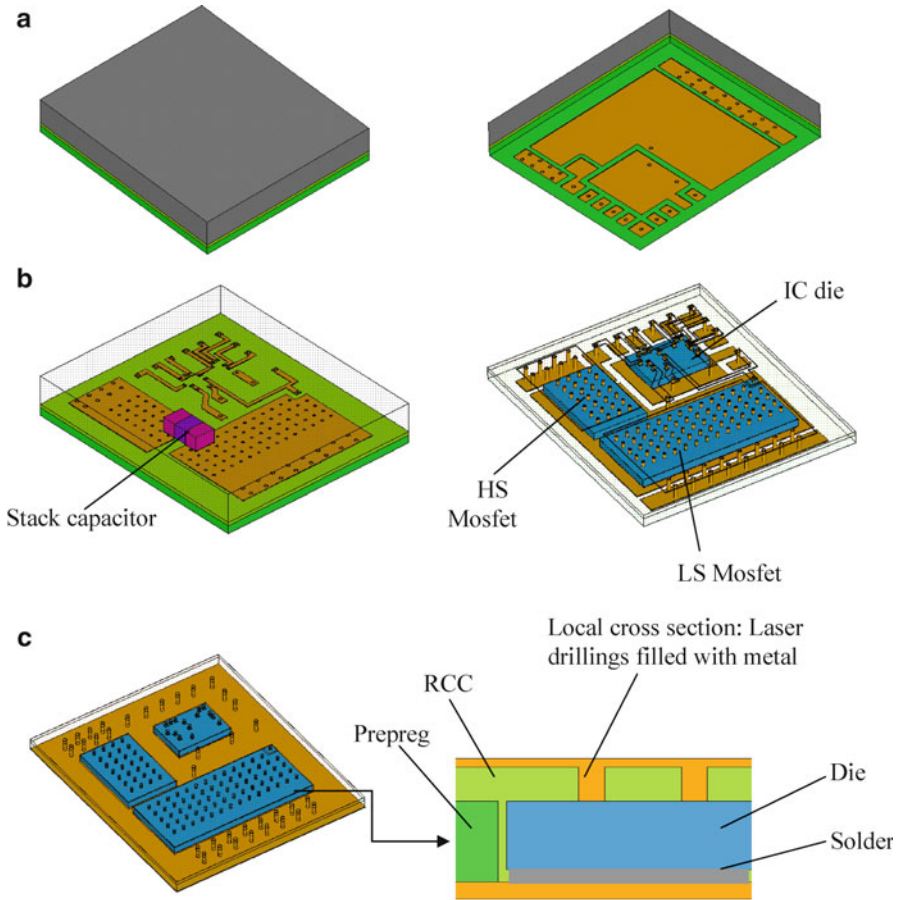 a
b
IC die
Stack capacitor
HS
Mosfet
LS Mosfet
c
Local cross section: Laser
drillings filled with metal
RCC
Prepreg
Die
Solder